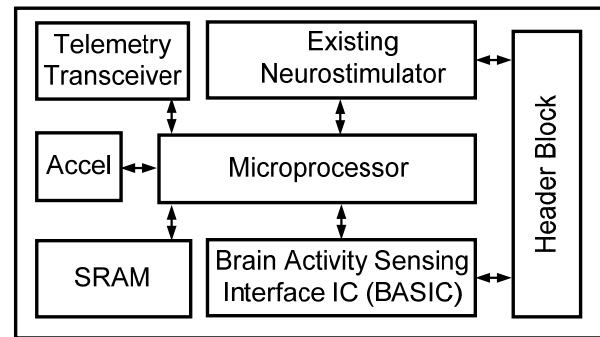 Telemetry
Transceiver
Existing
Neurostimulator
Accel
Microprocessor
Header Block
SRAM
Brain Activity Sensing
Interface IC (BASIC)